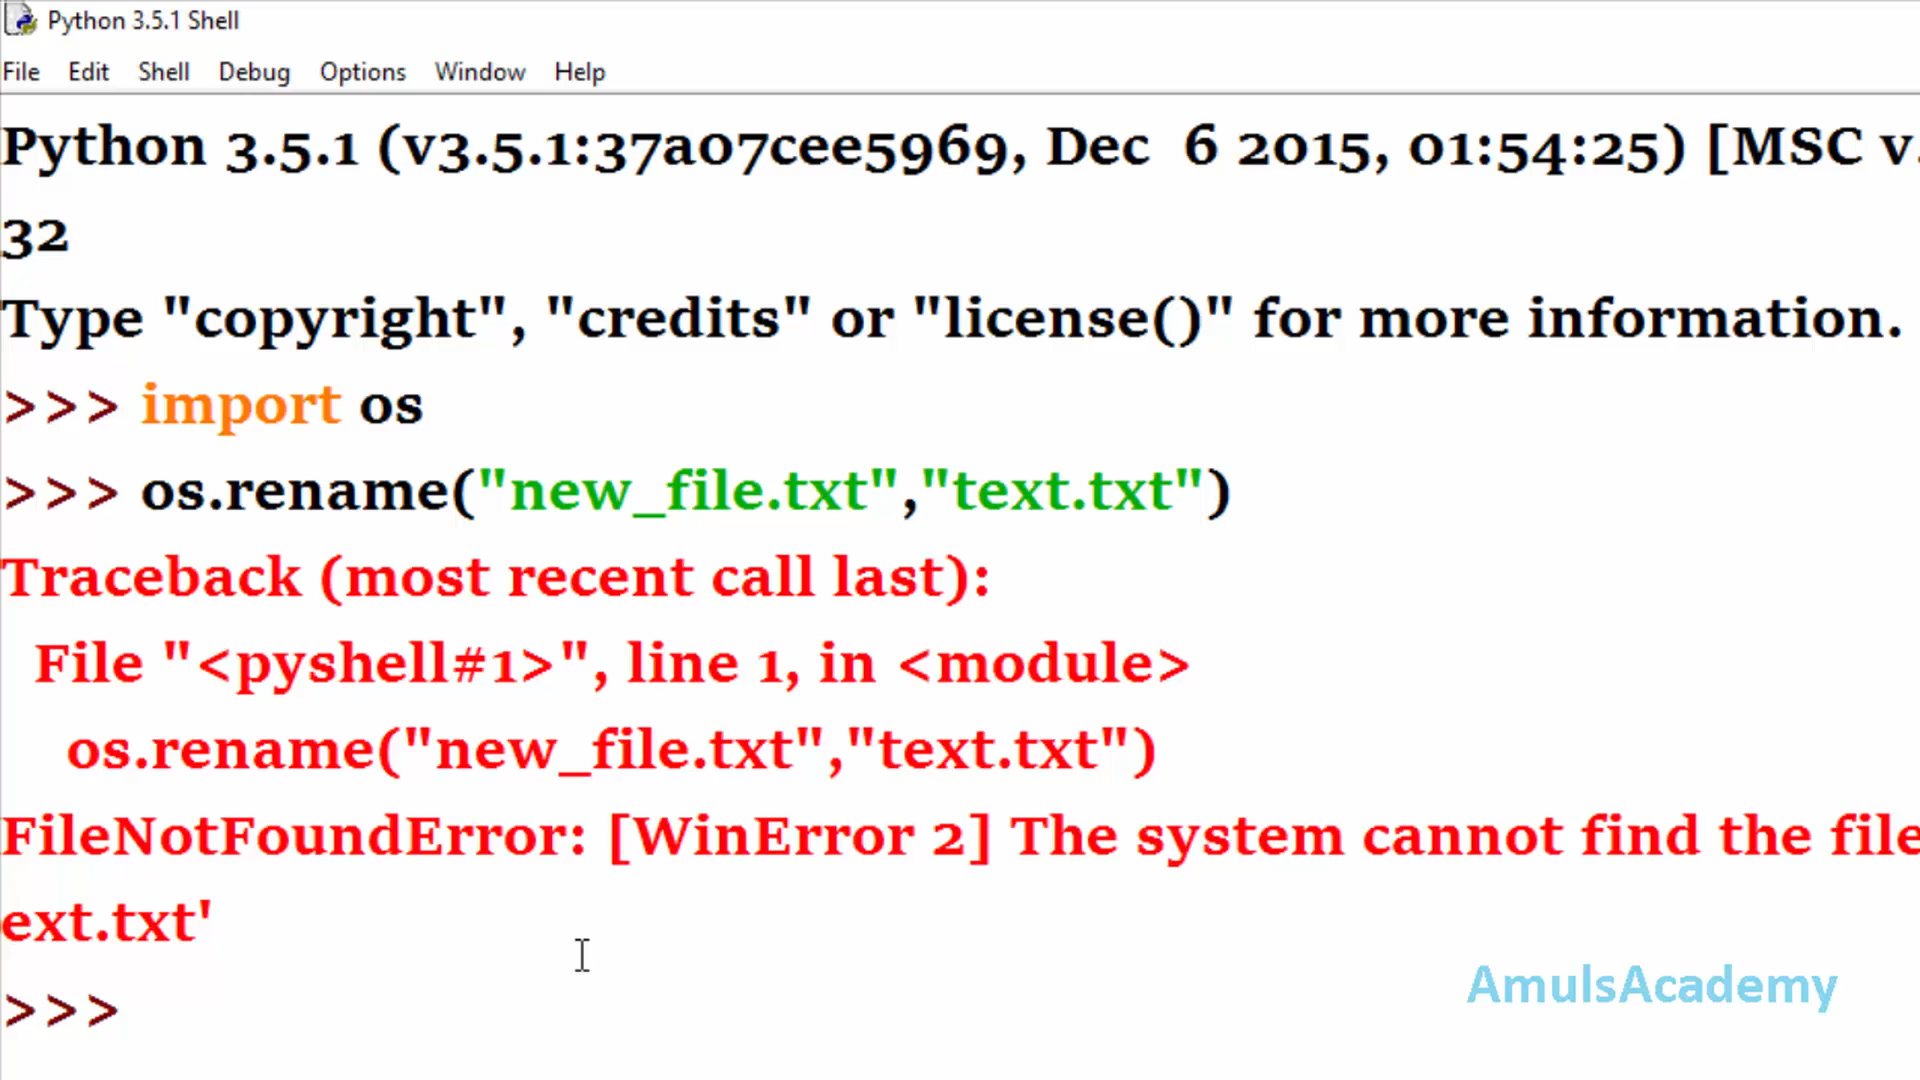 Python 3.5.1 Shell
File Edit Shell Debug Options Window Help
Python 3.5.1 (v3.5.1:37a07cee5969, Dec  6 2015, 01:54:25) [MSC v.
32
Type "copyright", "credits" or "license()" for more information.
>>> import os
>>> os.rename("new_file.txt","text.txt")
Traceback (most recent call last):
  File "<pyshell#1>", line 1, in <module>
    os.rename("new_file.txt","text.txt")
FileNotFoundError: [WinError 2] The system cannot find the file
ext.txt'
>>>
AmulsAcademy